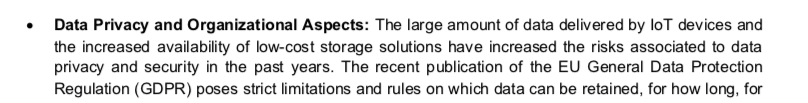 • Data Privacy and Organizational Aspects: The large amount of data delivered by IoT devices and
the increased availability of low-cost storage solutions have increased the risks associated to data
privacy and security in the past years. The recent publication of the EU General Data Protection
Regulation (GDPR) poses strict limitations and rules on which data can be retained, for how long, for